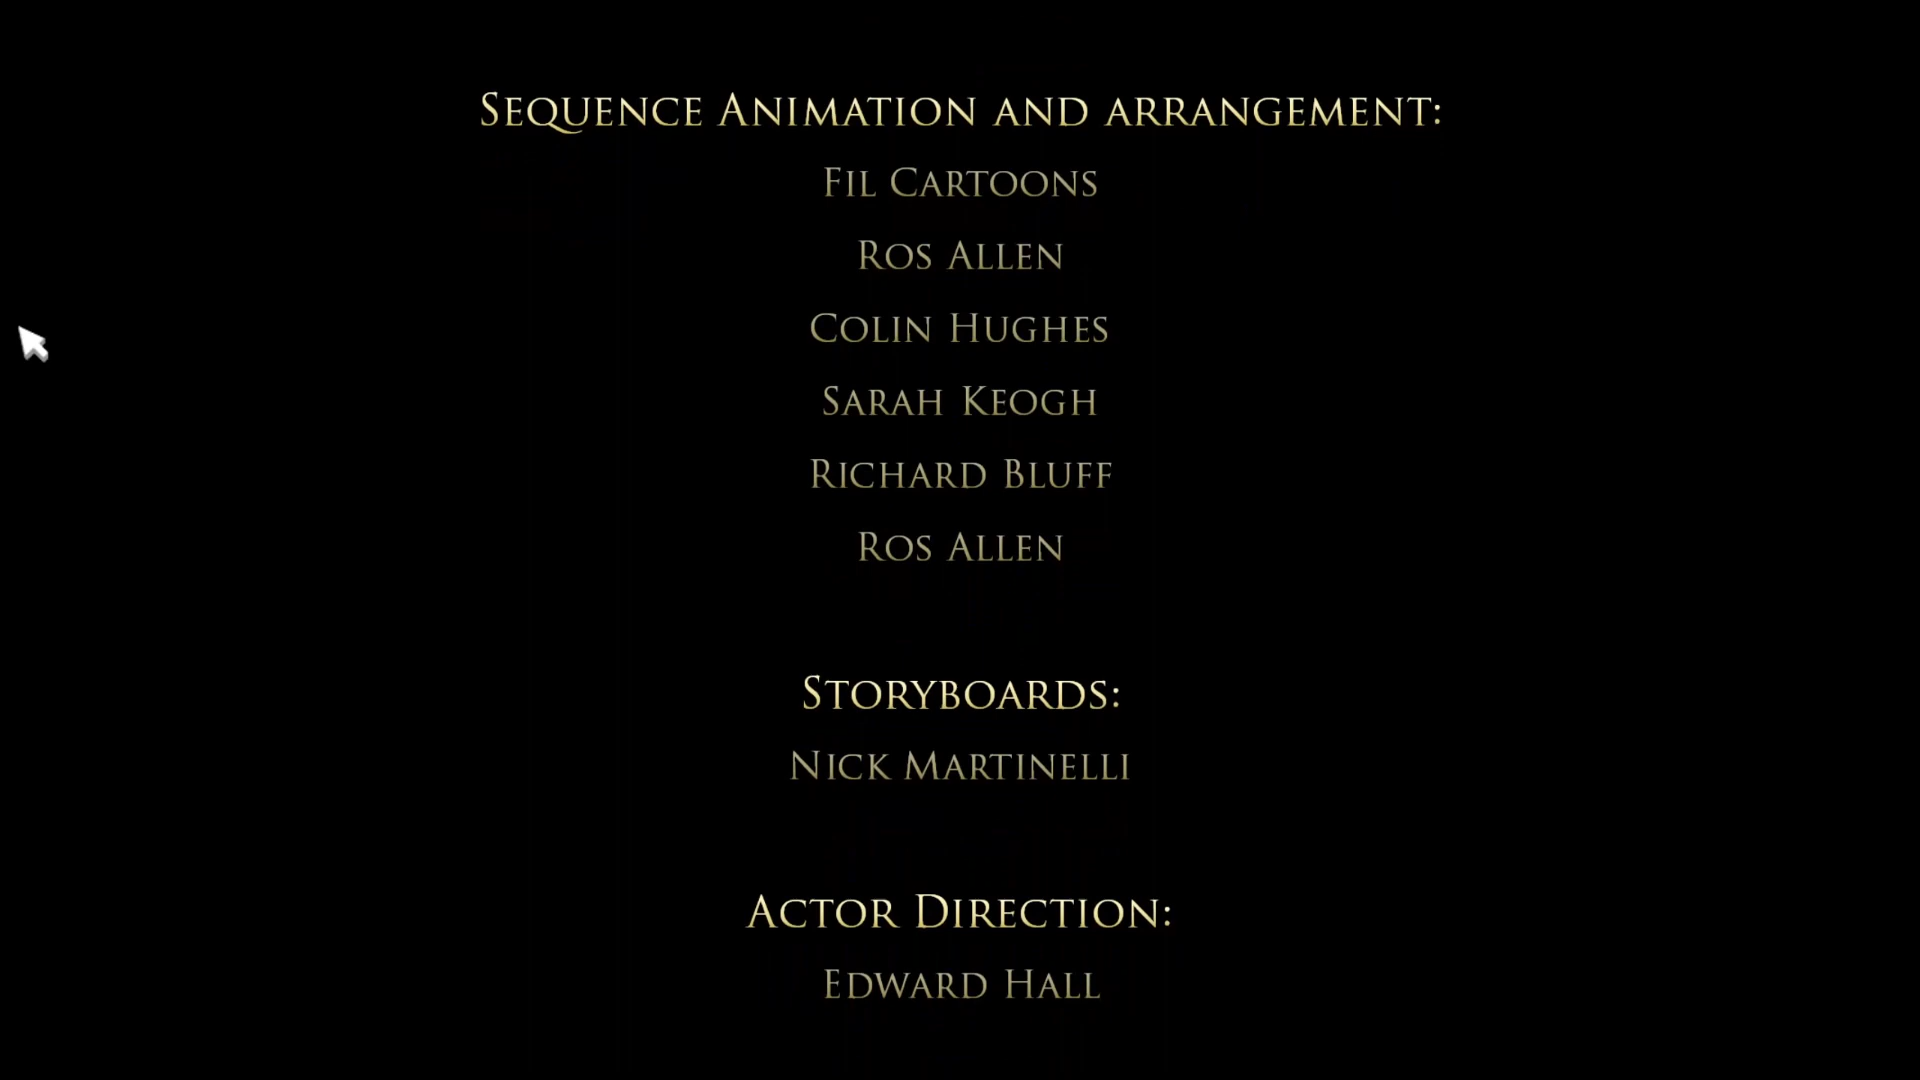 Sequence Animation and arrangement:
Fil Cartoons
Ros Allen
Colin Hughes
Sarah Keogh
Richard Bluff
Ros Allen
Storyboards:
Nick Martinelli
Actor Direction:
Edward Hall